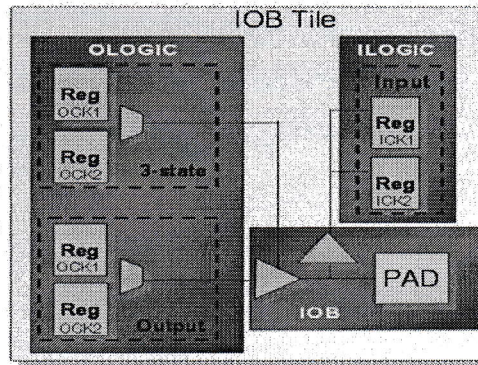 IOB Tile
OLOGIC
Reg
OCK1
Reg
OCK2
3-state
Reg
OCK1
Reg
OCK2
Output
ILOGIC
Input
Reg
ICK1
Reg
ICK2
PAD
IOB